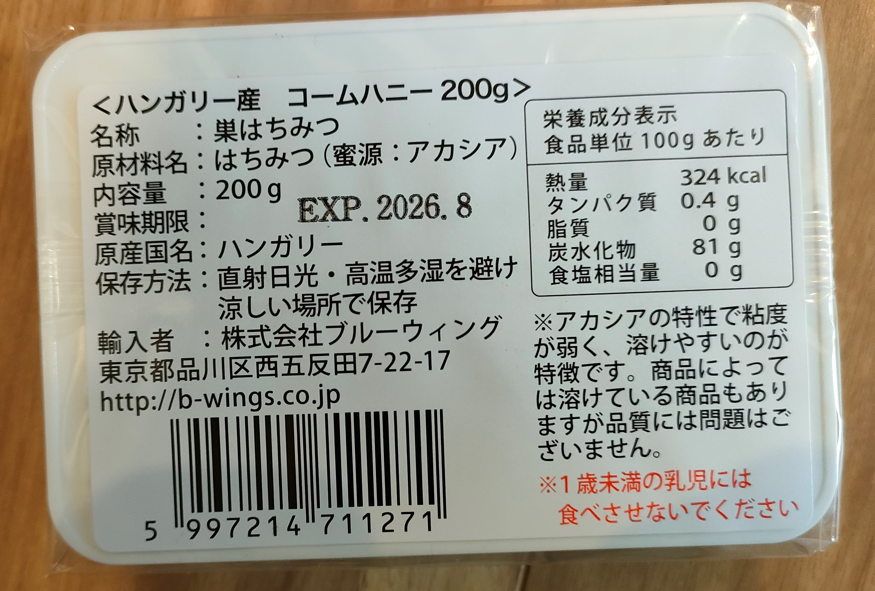 <ハンガリー産　コームハニー 200g>
名称　　：巣はちみつ
原材料名：はちみつ（蜜源：アカシア）
内容量　：200g
賞味期限：
EXP. 2026. 8
原産国名：ハンガリー
保存方法：直射日光・高温多湿を避け
涼しい場所で保存
輸入者　：株式会社ブルーウィング
東京都品川区西五反田7-22-17
http://b-wings.co.jp
5 997214 711271
栄養成分表示
食品単位 100g あたり
熱量　324 kcal
タンパク質　0.4 g
脂質　0 g
炭水化物　81 g
食塩相当量　0 g
※アカシアの特性で粘度
が弱く、溶けやすいのが
特徴です。商品によって
は溶けている商品もあり
ますが品質には問題はご
ざいません。
※1歳未満の乳児には
食べさせないでください